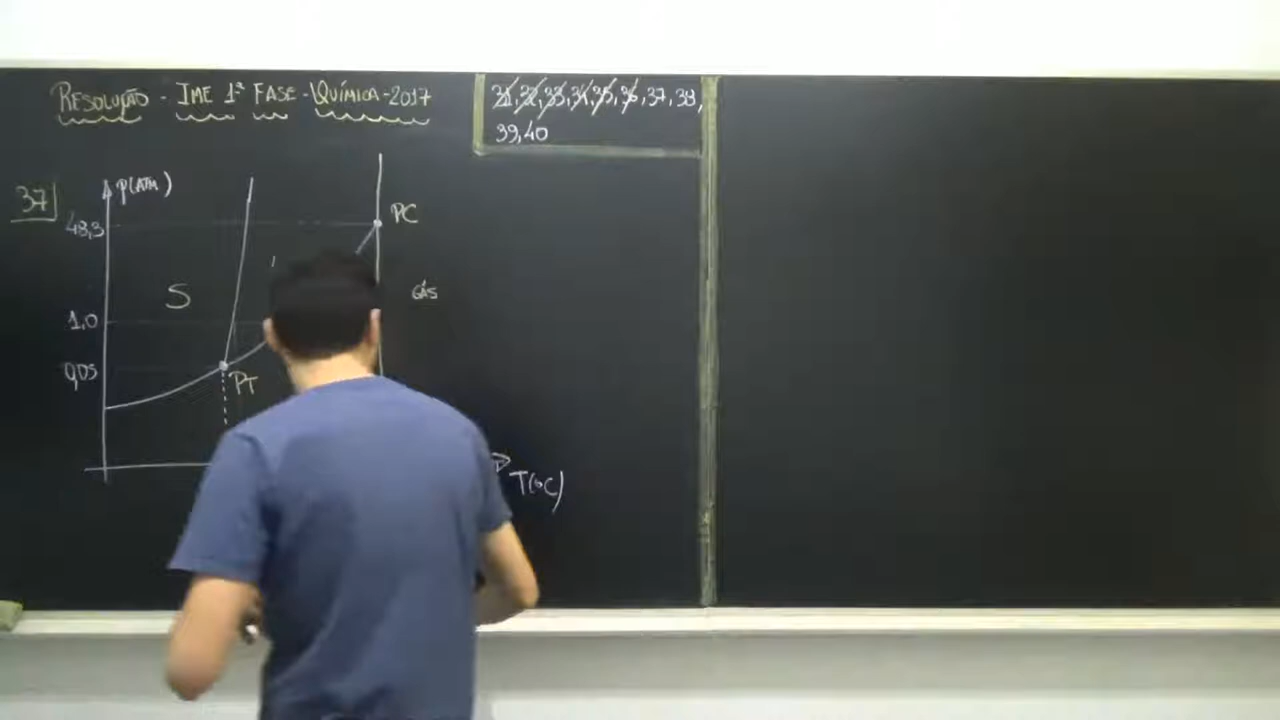 RESOLUÇÃO - IME 1ª FASE - QUÍMICA - 2017
31, 32, 33, 34, 35, 36, 37, 38,
39, 40
37
P(ATM)
48,3
PC
S
GÁS
1,0
0,05
PT
T(°C)